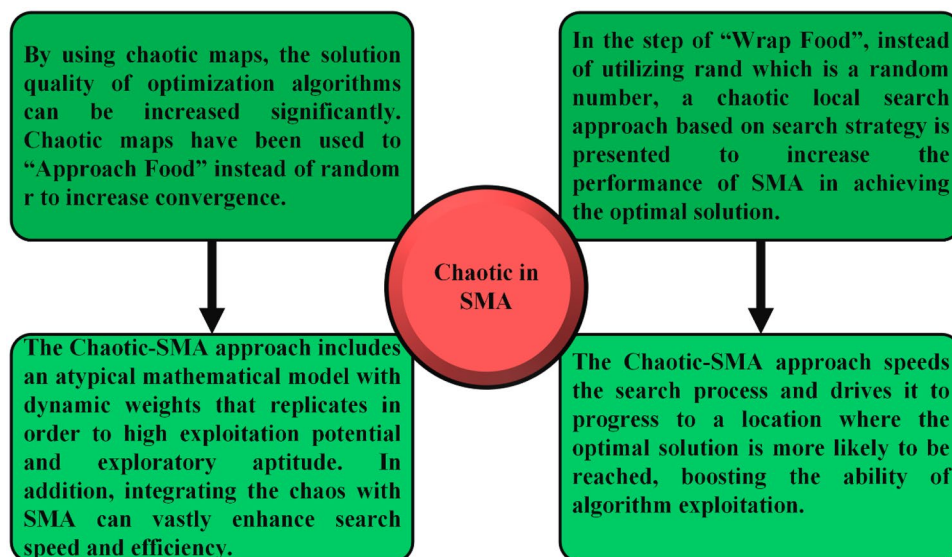 By using chaotic maps, the solution
quality of optimization algorithms
can be increased significantly.
Chaotic maps have been used to
“Approach Food” instead of random
r to increase convergence.
In the step of “Wrap Food”, instead
of utilizing rand which is a random
number, a chaotic local search
approach based on search strategy is
presented to increase the
performance of SMA in achieving
the optimal solution.
Chaotic in
SMA
The Chaotic-SMA approach includes
an atypical mathematical model with
dynamic weights that replicates in
order to high exploitation potential
and exploratory aptitude. In
addition, integrating the chaos with
SMA can vastly enhance search
speed and efficiency.
The Chaotic-SMA approach speeds
the search process and drives it to
progress to a location where the
optimal solution is more likely to be
reached, boosting the ability of
algorithm exploitation.